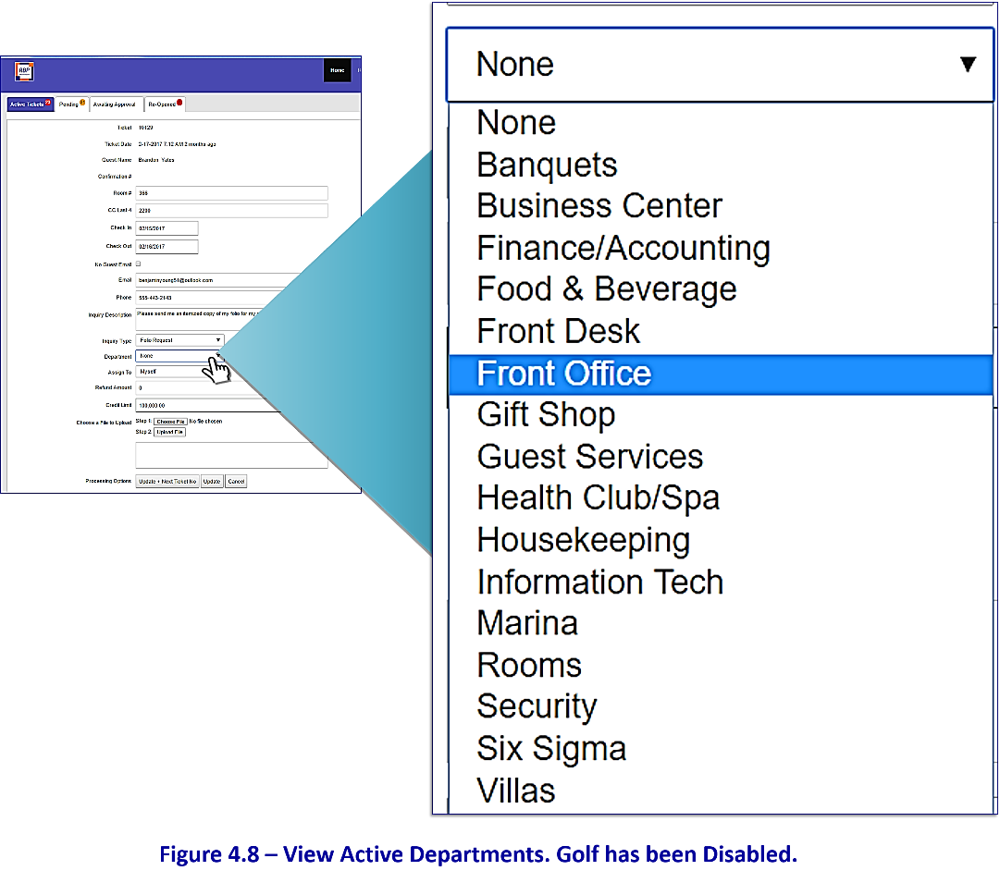 RBP
Home
Active Tickets
Pending
Awaiting Approval
Re-Opened
Ticket 10129
Ticket Date 2-17-2017 7:12 AM 2 months ago
Guest Name Brandon Yates
Confirmation #
Room # 366
CC Last 4 2299
Check In 02/15/2017
Check Out 02/16/2017
No Guest Email
Email benjaminyoung51@outlook.com
Phone 555-443-2143
Inquiry Description Please send me an itemized copy of my folio for my
Inquiry Type Folio Request
Department None
Assign To Myself
Refund Amount 0
Credit Limit 100,000.00
Choose a File to Upload Step 1: Choose File No file chosen
Step 2: Upload File
Processing Options Update + Next Ticket No Update Cancel
None
None
Banquets
Business Center
Finance/Accounting
Food & Beverage
Front Desk
Front Office
Gift Shop
Guest Services
Health Club/Spa
Housekeeping
Information Tech
Marina
Rooms
Security
Six Sigma
Villas
Figure 4.8 – View Active Departments. Golf has been Disabled.